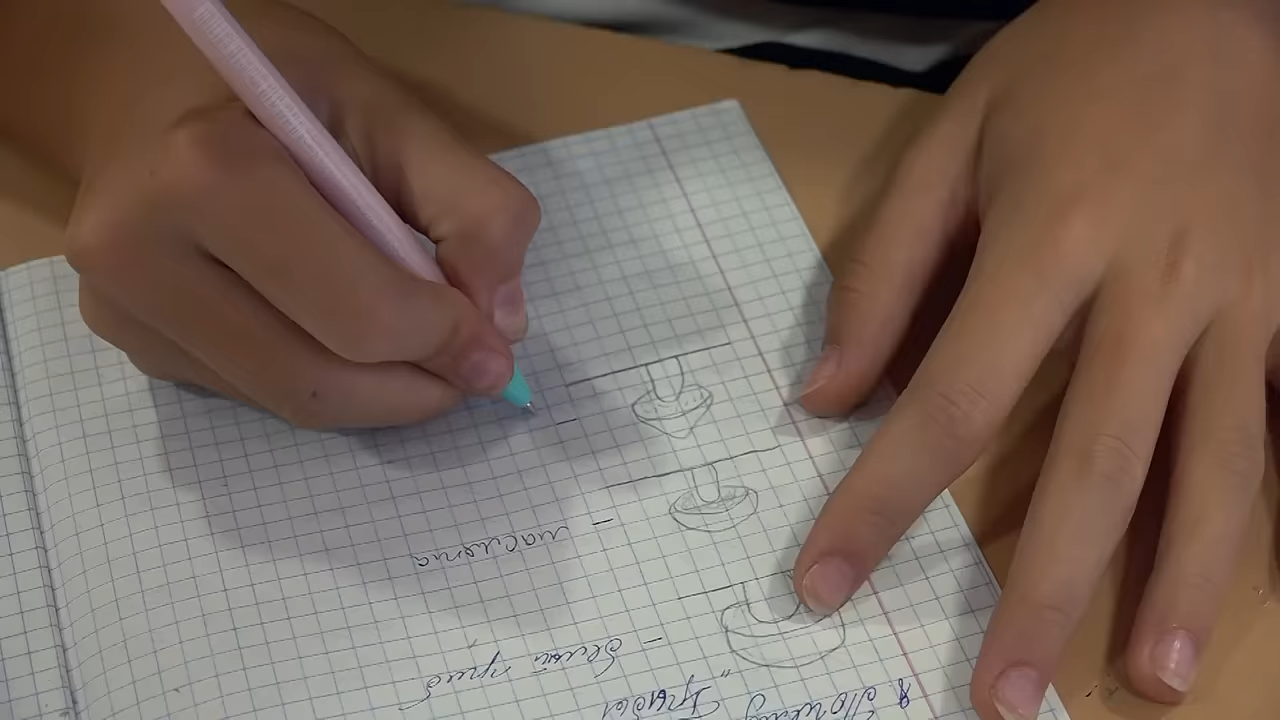 "Грибы
– белый гриб
– маслята
–